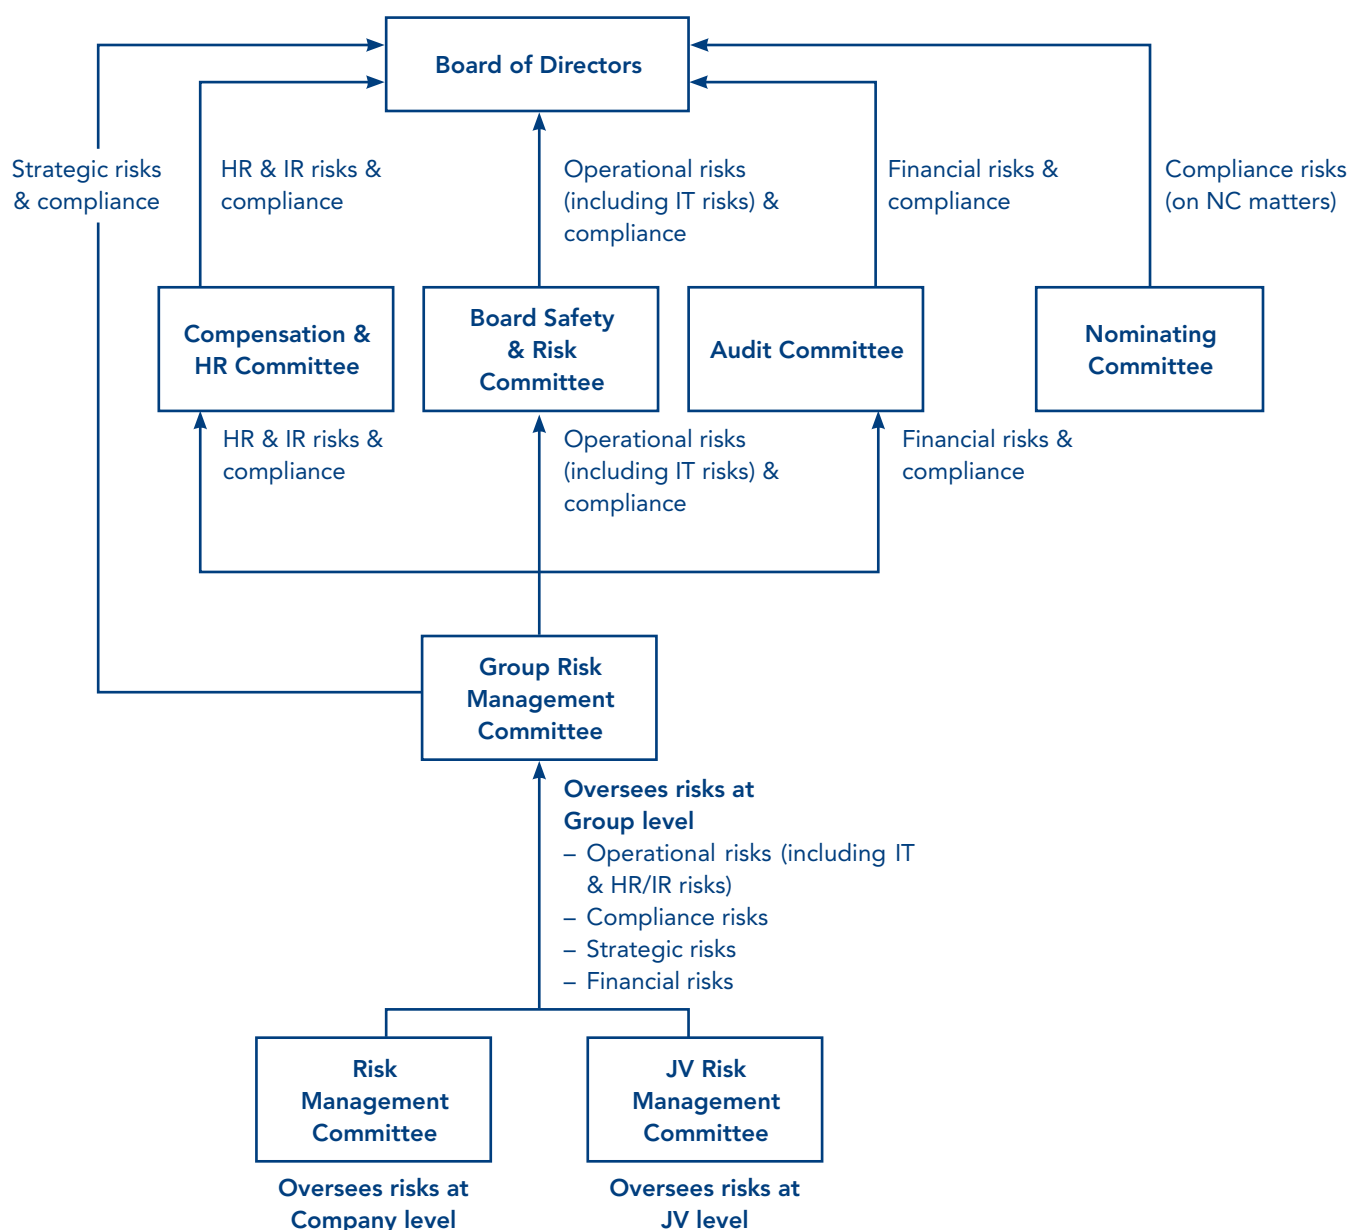 Board of Directors
Strategic risks
& compliance
HR & IR risks &
compliance
Operational risks
(including IT risks) &
compliance
Financial risks &
compliance
Compliance risks
(on NC matters)
Compensation &
HR Committee
Board Safety
& Risk
Committee
Audit Committee
Nominating
Committee
HR & IR risks &
compliance
Operational risks
(including IT risks) &
compliance
Financial risks &
compliance
Group Risk
Management
Committee
Oversees risks at
Group level
– Operational risks (including IT
& HR/IR risks)
– Compliance risks
– Strategic risks
– Financial risks
Risk
Management
Committee
JV Risk
Management
Committee
Oversees risks at
Company level
Oversees risks at
JV level